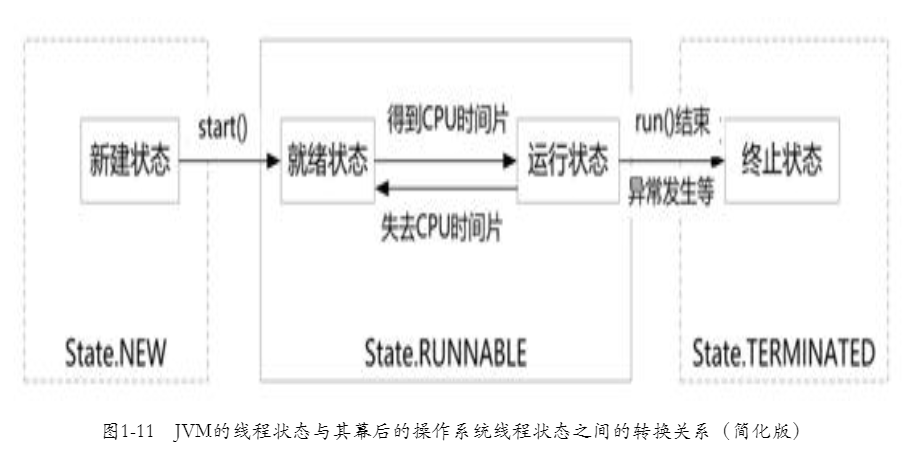 start()
得到CPU时间片
run()结束
新建状态
就绪状态
运行状态
终止状态
失去CPU时间片
异常发生等
State.NEW
State.RUNNABLE
State.TERMINATED
图1-11 JVM的线程状态与其幕后的操作系统线程状态之间的转换关系（简化版）